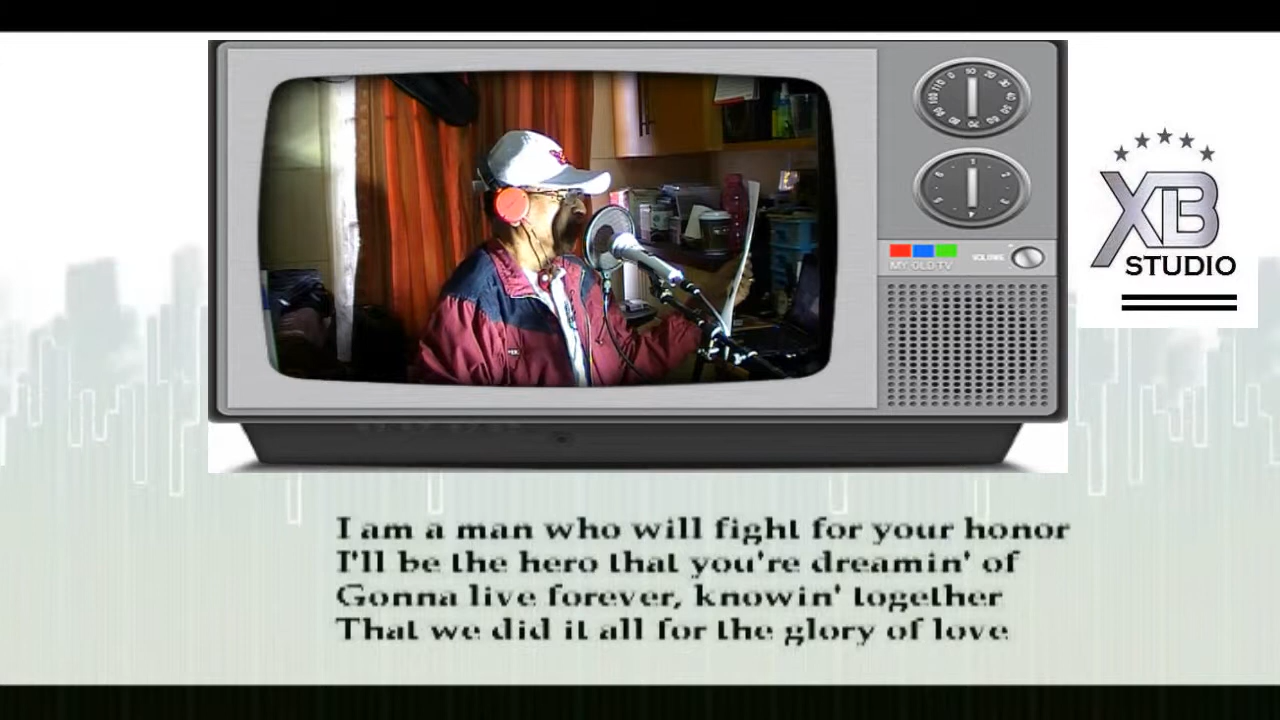 XB
STUDIO
MY OLD TV
VOLUME
I am a man who will fight for your honor
I'll be the hero that you're dreamin' of
Gonna live forever, knowin' together
That we did it all for the glory of love